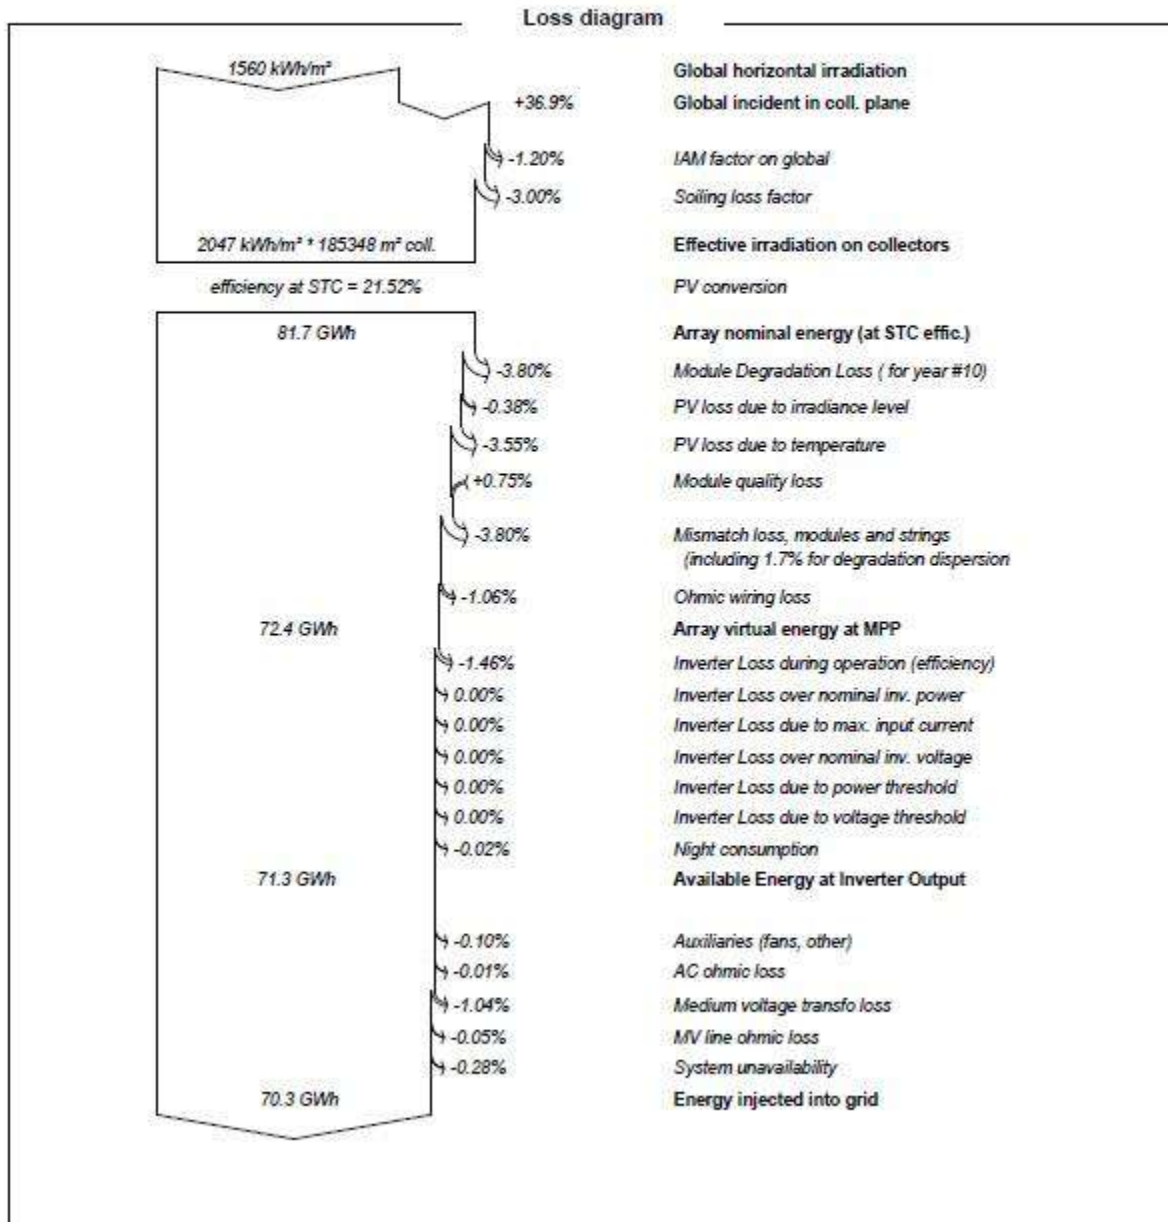 Loss diagram
1560 kWh/m² Global horizontal irradiation
+36.9% Global incident in coll. plane
-1.20% IAM factor on global
-3.00% Soiling loss factor
2047 kWh/m² * 185348 m² coll. Effective irradiation on collectors
efficiency at STC = 21.52% PV conversion
81.7 GWh Array nominal energy (at STC effic.)
-3.80% Module Degradation Loss ( for year #10)
-0.38% PV loss due to irradiance level
-3.55% PV loss due to temperature
+0.75% Module quality loss
-3.80% Mismatch loss, modules and strings
(including 1.7% for degradation dispersion
-1.06% Ohmic wiring loss
72.4 GWh Array virtual energy at MPP
-1.46% Inverter Loss during operation (efficiency)
0.00% Inverter Loss over nominal inv. power
0.00% Inverter Loss due to max. input current
0.00% Inverter Loss over nominal inv. voltage
0.00% Inverter Loss due to power threshold
0.00% Inverter Loss due to voltage threshold
-0.02% Night consumption
71.3 GWh Available Energy at Inverter Output
-0.10% Auxiliaries (fans, other)
-0.01% AC ohmic loss
-1.04% Medium voltage transfo loss
-0.05% MV line ohmic loss
-0.28% System unavailability
70.3 GWh Energy injected into grid